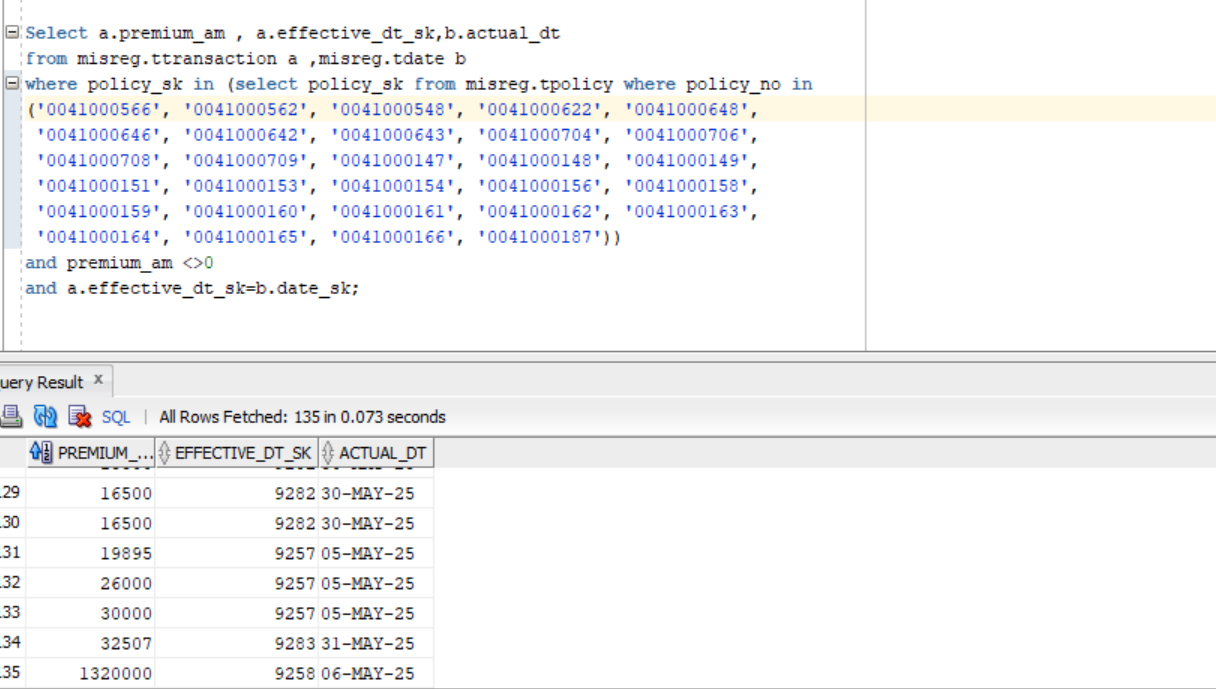 Select a.premium_am , a.effective_dt_sk,b.actual_dt
from misreg.ttransaction a ,misreg.tdate b
where policy_sk in (select policy_sk from misreg.tpolicy where policy_no in
('0041000566', '0041000562', '0041000548', '0041000622', '0041000648',
'0041000646', '0041000642', '0041000643', '0041000704', '0041000706',
'0041000708', '0041000709', '0041000147', '0041000148', '0041000149',
'0041000151', '0041000153', '0041000154', '0041000156', '0041000158',
'0041000159', '0041000160', '0041000161', '0041000162', '0041000163',
'0041000164', '0041000165', '0041000166', '0041000187'))
and premium_am <>0
and a.effective_dt_sk=b.date_sk;
uery Result x
SQL | All Rows Fetched: 135 in 0.073 seconds
PREMIUM_... EFFECTIVE_DT_SK ACTUAL_DT
29 16500 9282 30-MAY-25
30 16500 9282 30-MAY-25
31 19895 9257 05-MAY-25
32 26000 9257 05-MAY-25
33 30000 9257 05-MAY-25
34 32507 9283 31-MAY-25
35 1320000 9258 06-MAY-25